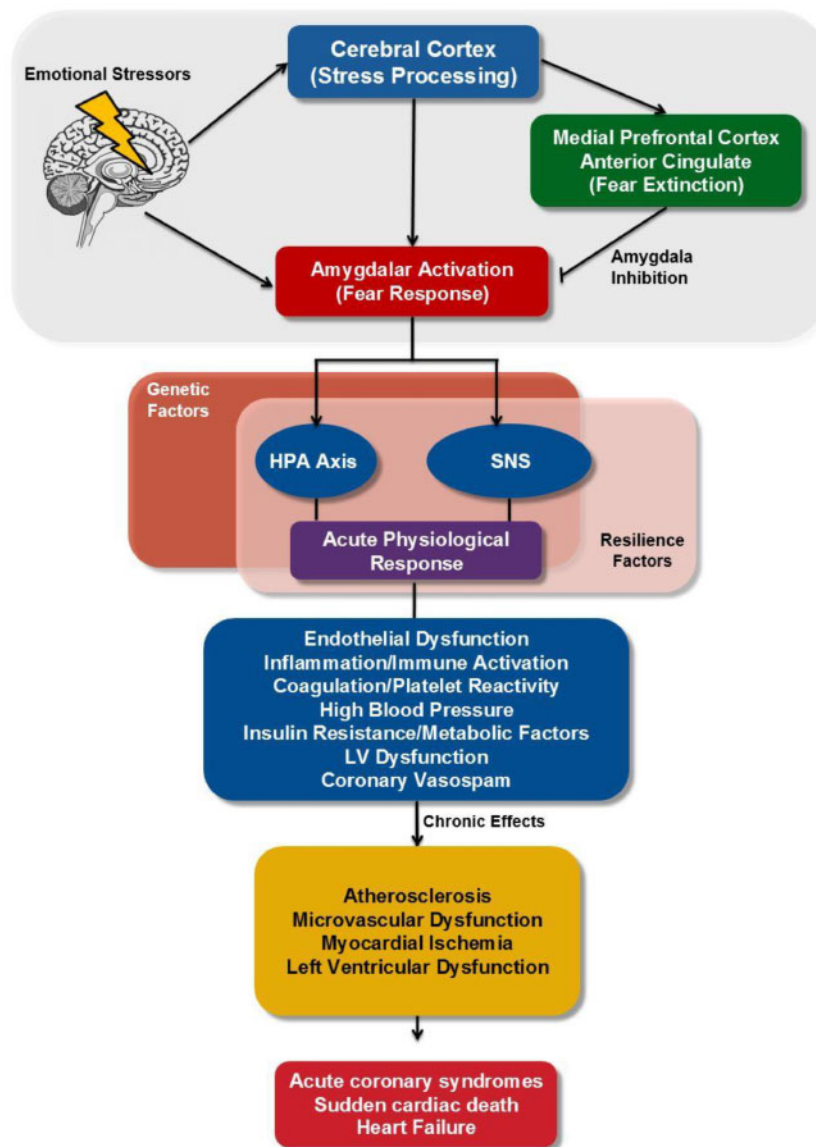 Emotional Stressors
Cerebral Cortex
(Stress Processing)
Medial Prefrontal Cortex
Anterior Cingulate
(Fear Extinction)
Amygdala
Inhibition
Amygdalar Activation
(Fear Response)
Genetic
Factors
HPA Axis
SNS
Acute Physiological
Response
Resilience
Factors
Endothelial Dysfunction
Inflammation/Immune Activation
Coagulation/Platelet Reactivity
High Blood Pressure
Insulin Resistance/Metabolic Factors
LV Dysfunction
Coronary Vasospam
Chronic Effects
Atherosclerosis
Microvascular Dysfunction
Myocardial Ischemia
Left Ventricular Dysfunction
Acute coronary syndromes
Sudden cardiac death
Heart Failure